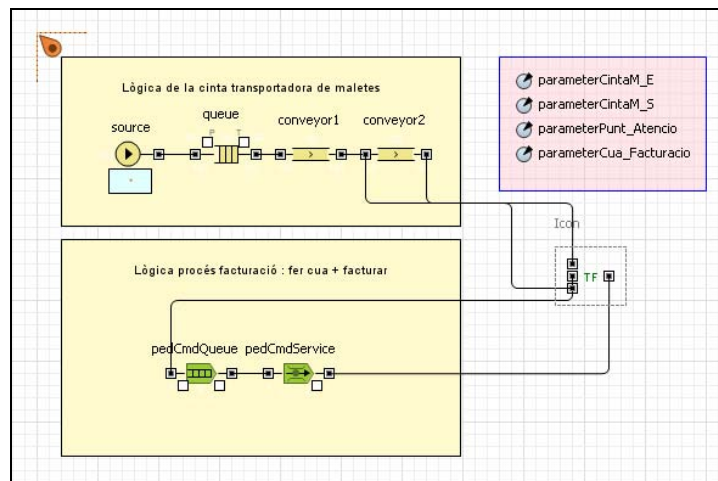 Lògica de la cinta transportadora de maletes
source
queue
P T
conveyor1
conveyor2
parameterCintaM_E
parameterCintaM_S
parameterPunt_Atencio
parameterCua_Facturacio
Icon
TF
Lògica procés facturació : fer cua + facturar
pedCmdQueue
pedCmdService